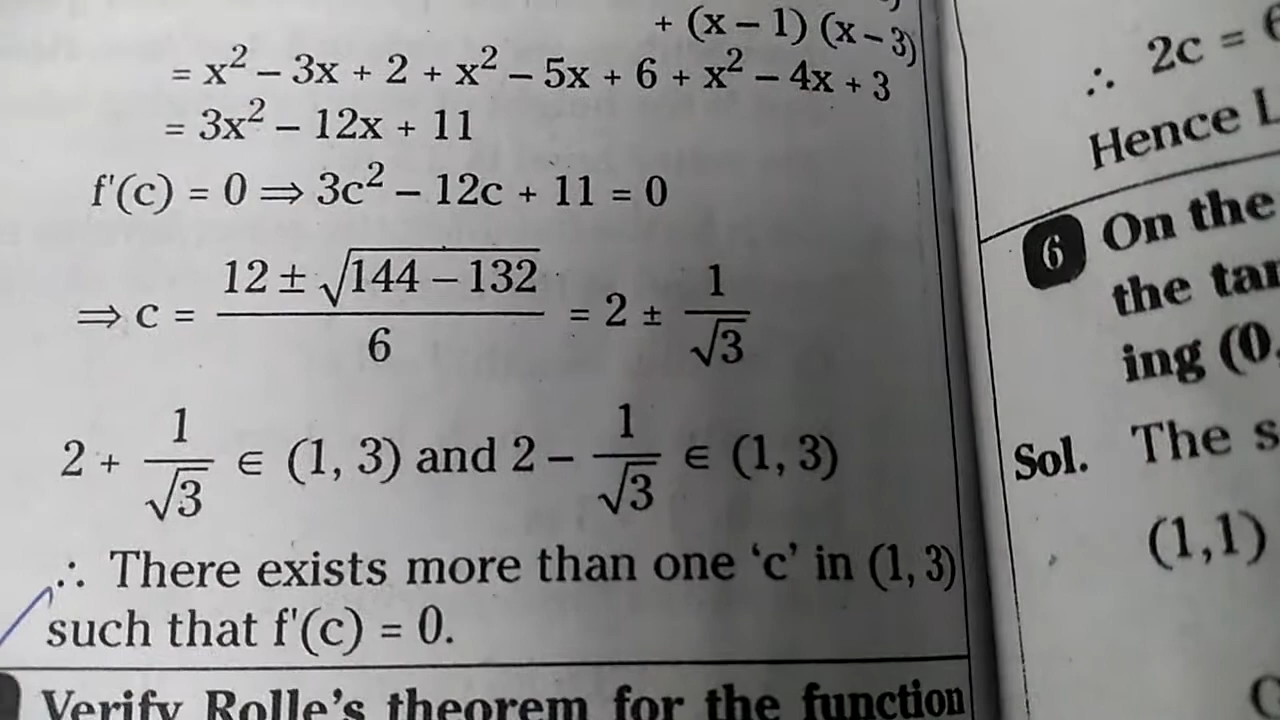 + (x – 1) (x – 3)
= x² – 3x + 2 + x² – 5x + 6 + x² – 4x + 3
= 3x² – 12x + 11
f'(c) = 0 ⇒ 3c² – 12c + 11 = 0
⇒ c = (12 ± √(144 – 132))/6 = 2 ± 1/√3
2 + 1/√3 ∈ (1, 3) and 2 – 1/√3 ∈ (1, 3)
∴ There exists more than one ‘c’ in (1, 3)
such that f'(c) = 0.
Verify Rolle's theorem for the function
∴ 2c =
Hence
6 On the
the
ing (0,
Sol. The
(1,1)